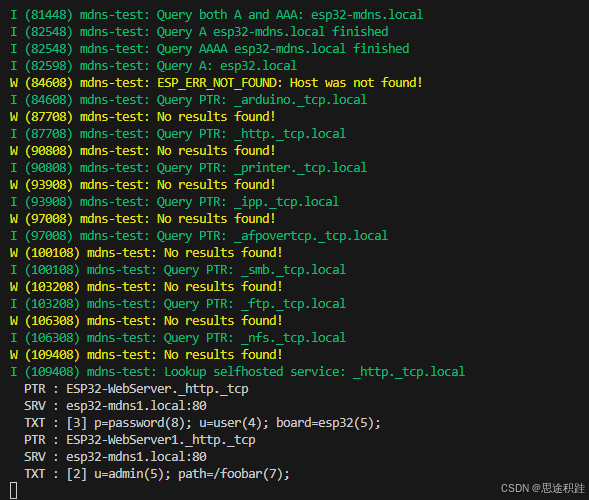 I (81448) mdns-test: Query both A and AAA: esp32-mdns.local
I (82548) mdns-test: Query A esp32-mdns.local finished
I (82548) mdns-test: Query AAAA esp32-mdns.local finished
I (82598) mdns-test: Query A: esp32.local
W (84608) mdns-test: ESP_ERR_NOT_FOUND: Host was not found!
I (84608) mdns-test: Query PTR: _arduino._tcp.local
W (87708) mdns-test: No results found!
I (87708) mdns-test: Query PTR: _http._tcp.local
W (90808) mdns-test: No results found!
I (90808) mdns-test: Query PTR: _printer._tcp.local
W (93908) mdns-test: No results found!
I (93908) mdns-test: Query PTR: _ipp._tcp.local
W (97008) mdns-test: No results found!
I (97008) mdns-test: Query PTR: _afpovertcp._tcp.local
W (100108) mdns-test: No results found!
I (100108) mdns-test: Query PTR: _smb._tcp.local
W (103208) mdns-test: No results found!
I (103208) mdns-test: Query PTR: _ftp._tcp.local
W (106308) mdns-test: No results found!
I (106308) mdns-test: Query PTR: _nfs._tcp.local
W (109408) mdns-test: No results found!
I (109408) mdns-test: Lookup selfhosted service: _http._tcp.local
PTR : ESP32-WebServer._http._tcp
SRV : esp32-mdns1.local:80
TXT : [3] p=password(8); u=user(4); board=esp32(5);
PTR : ESP32-WebServer1._http._tcp
SRV : esp32-mdns1.local:80
TXT : [2] u=admin(5); path=/foobar(7);
CSDN @思途积跬